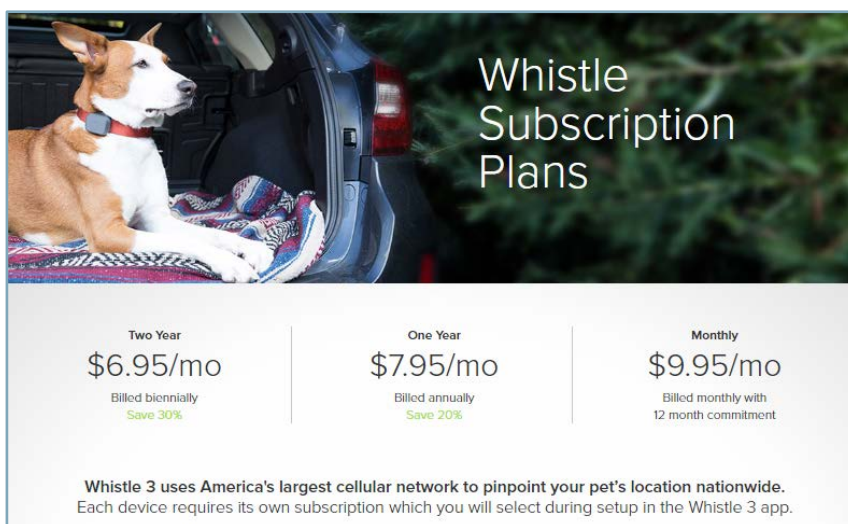 Whistle
Subscription
Plans
Two Year
$6.95/mo
Billed biennially
Save 30%
One Year
$7.95/mo
Billed annually
Save 20%
Monthly
$9.95/mo
Billed monthly with
12 month commitment
Whistle 3 uses America's largest cellular network to pinpoint your pet's location nationwide.
Each device requires its own subscription which you will select during setup in the Whistle 3 app.